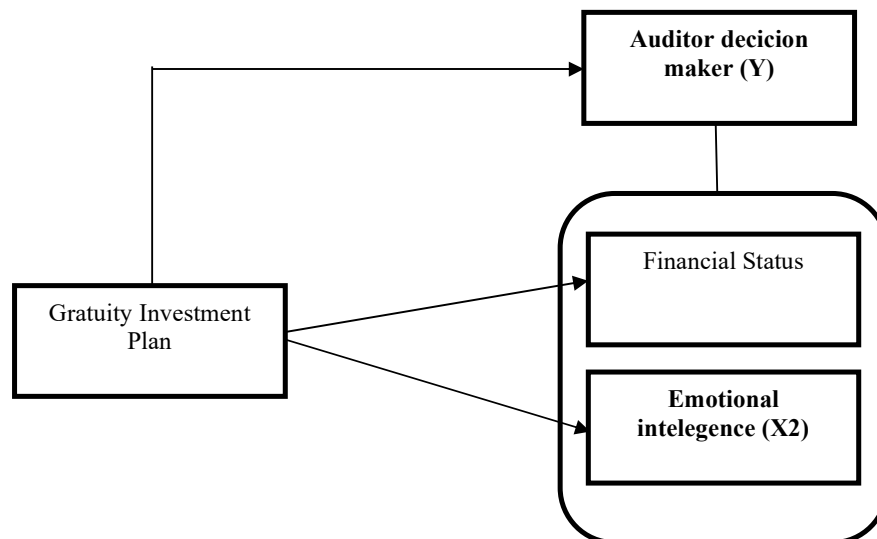 Auditor decicion
maker (Y)
Financial Status
Gratuity Investment
Plan
Emotional
intelegence (X2)